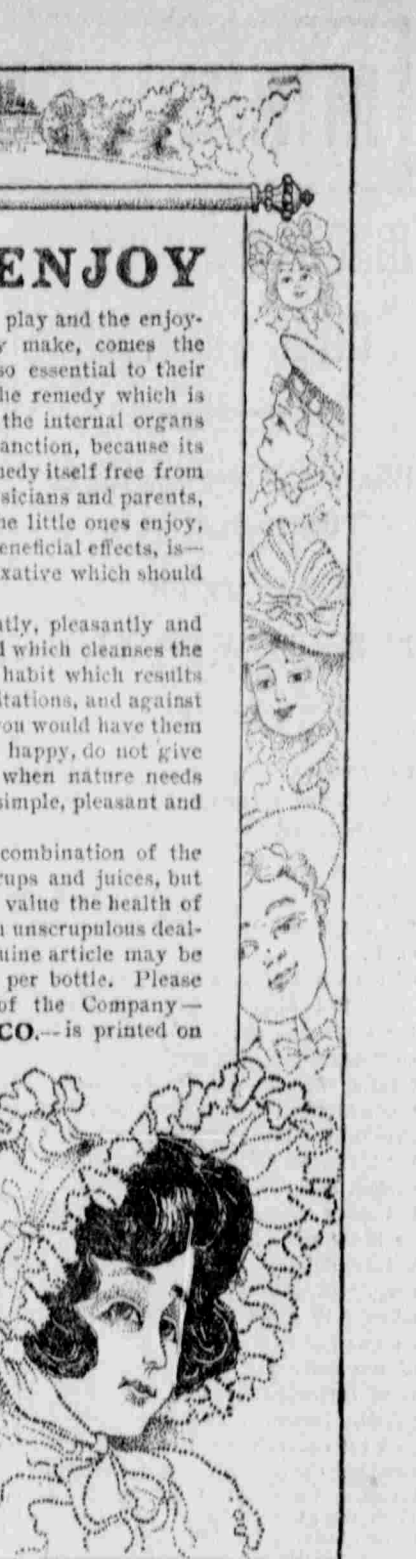 ENJOY
play and the enjoy-
make, comes the
so essential to their
he remedy which is
the internal organs
anction, because its
edy itself free from
sicians and parents,
ne little ones enjoy,
eneficial effects, is—
xative which should
tly, pleasantly and
which cleanses the
habit which results
itations, and against
ou would have them
happy, do not give
when nature needs
simple, pleasant and
combination of the
rups and juices, but
value the health of
unscrupulous deal-
uine article may be
per bottle. Please
of the Company—
CO.—is printed on